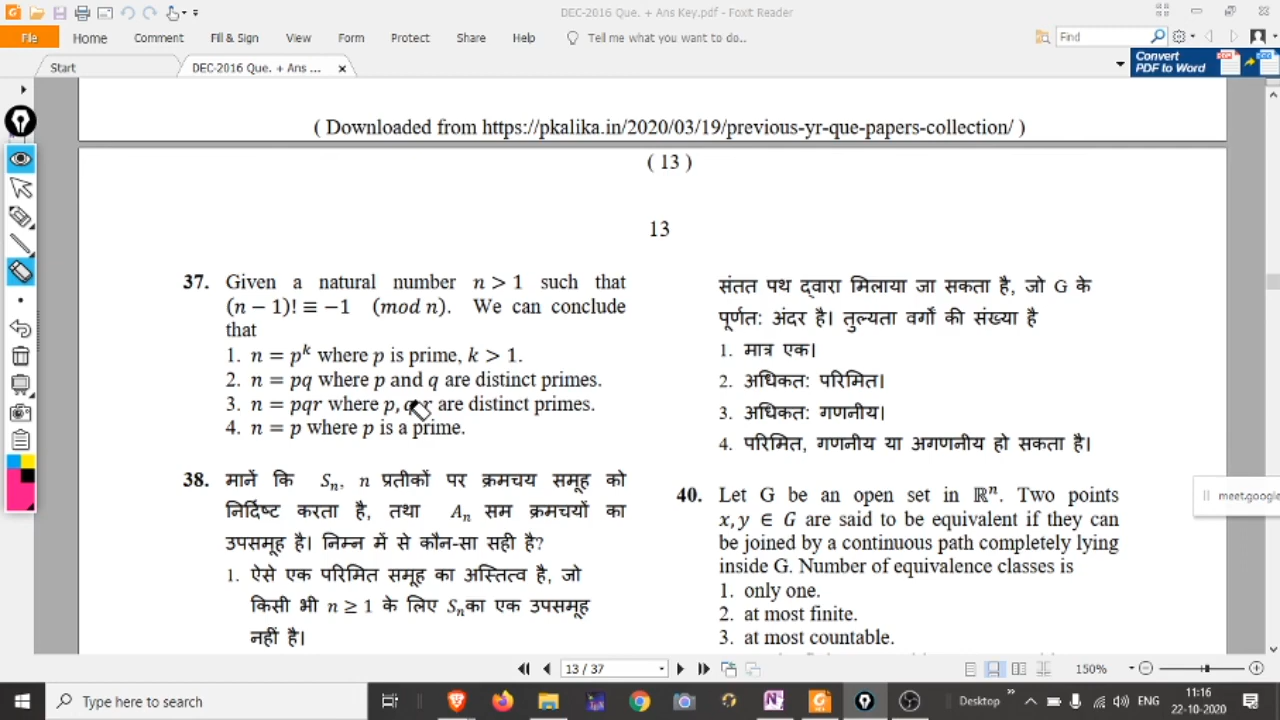 DEC-2016 Que. + Ans Key.pdf - Foxit Reader
File Home Comment Fill & Sign View Form Protect Share Help Tell me what you want to do.. Find
Start DEC-2016 Que. + Ans ... Convert
PDF to Word
( Downloaded from https://pkalika.in/2020/03/19/previous-yr-que-papers-collection/ )
( 13 )
13
37. Given a natural number n > 1 such that
(n − 1)! ≡ −1 (mod n). We can conclude
that
1. n = p^k where p is prime, k > 1.
2. n = pq where p and q are distinct primes.
3. n = pqr where p, q, r are distinct primes.
4. n = p where p is a prime.
38. मानें कि Sₙ, n प्रतीकों पर क्रमचय समूह को
निर्दिष्ट करता है, तथा Aₙ सम क्रमचयों का
उपसमूह है। निम्न में से कौन-सा सही है?
1. ऐसे एक परिमित समूह का अस्तित्व है, जो
किसी भी n ≥ 1 के लिए Sₙका एक उपसमूह
नहीं है।
संतत पथ द्वारा मिलाया जा सकता है, जो G के
पूर्णत: अंदर है। तुल्यता वर्गों की संख्या है
1. मात्र एक।
2. अधिकत: परिमित।
3. अधिकत: गणनीय।
4. परिमित, गणनीय या अगणनीय हो सकता है।
40. Let G be an open set in ℝⁿ. Two points
x, y ∈ G are said to be equivalent if they can
be joined by a continuous path completely lying
inside G. Number of equivalence classes is
1. only one.
2. at most finite.
3. at most countable.
meet.google
13 / 37 150%
Type here to search Desktop ENG 11:16
22-10-2020